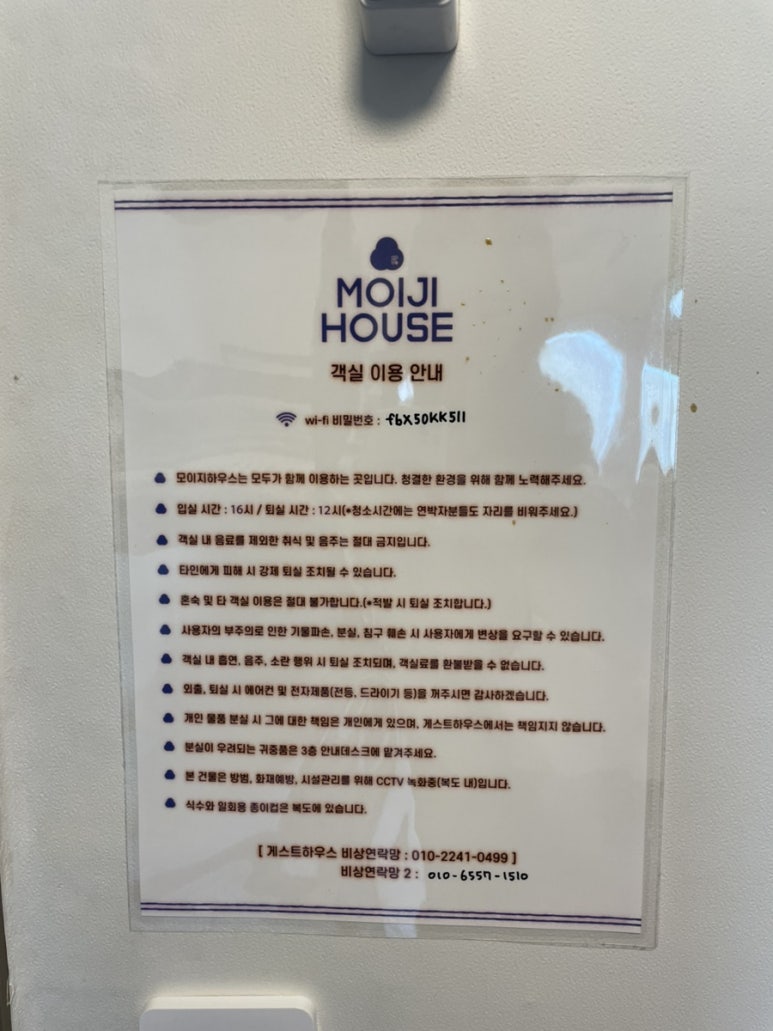 MOIJI
HOUSE
객실 이용 안내
wi-fi 비밀번호 : fbx50KK511
모이지하우스는 모두가 함께 이용하는 곳입니다. 청결한 환경을 위해 함께 노력해주세요.
입실 시간 : 16시 / 퇴실 시간 : 12시(*청소시간에는 연박자분들도 자리를 비워주세요.)
객실 내 음료를 제외한 취식 및 음주는 절대 금지입니다.
타인에게 피해 시 강제 퇴실 조치될 수 있습니다.
혼숙 및 타 객실 이용은 절대 불가합니다.(*적발 시 퇴실 조치합니다.)
사용자의 부주의로 인한 기물파손, 분실, 침구 훼손 시 사용자에게 변상을 요구할 수 있습니다.
객실 내 흡연, 음주, 소란 행위 시 퇴실 조치되며, 객실료를 환불받을 수 없습니다.
외출, 퇴실 시 에어컨 및 전자제품(전등, 드라이기 등)을 꺼주시면 감사하겠습니다.
개인 물품 분실 시 그에 대한 책임은 개인에게 있으며, 게스트하우스에서는 책임지지 않습니다.
분실이 우려되는 귀중품은 3층 안내데스크에 맡겨주세요.
본 건물은 방범, 화재예방, 시설관리를 위해 CCTV 녹화중(복도 내)입니다.
식수와 일회용 종이컵은 복도에 있습니다.
[ 게스트하우스 비상연락망 : 010-2241-0499 ]
비상연락망 2 : 010-6557-1510